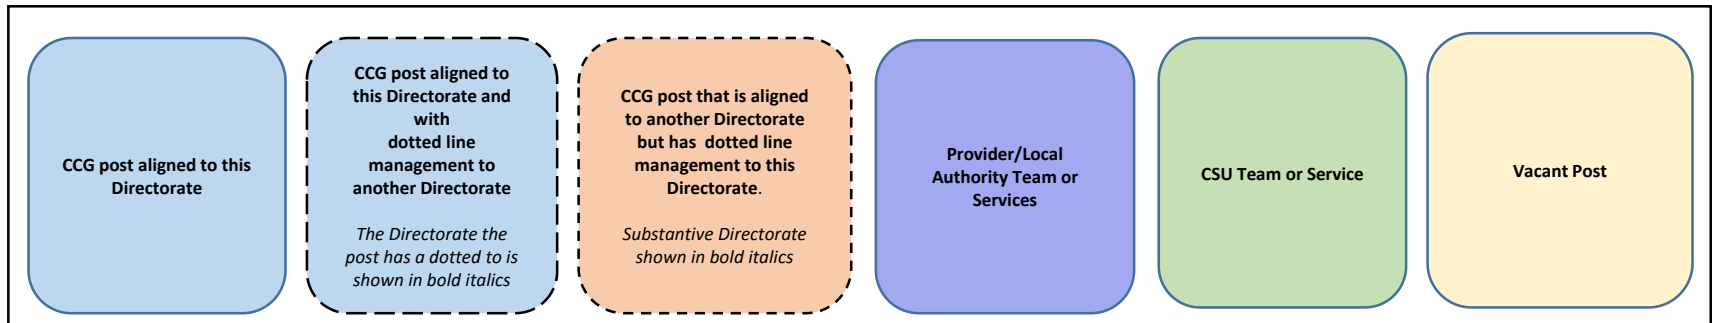 CCG post aligned to this
Directorate
CCG post aligned to
this Directorate and
with
dotted line
management to
another Directorate
The Directorate the
post has a dotted to is
shown in bold italics
CCG post that is aligned
to another Directorate
but has dotted line
management to this
Directorate.
Substantive Directorate
shown in bold italics
Provider/Local
Authority Team or
Services
CSU Team or Service
Vacant Post